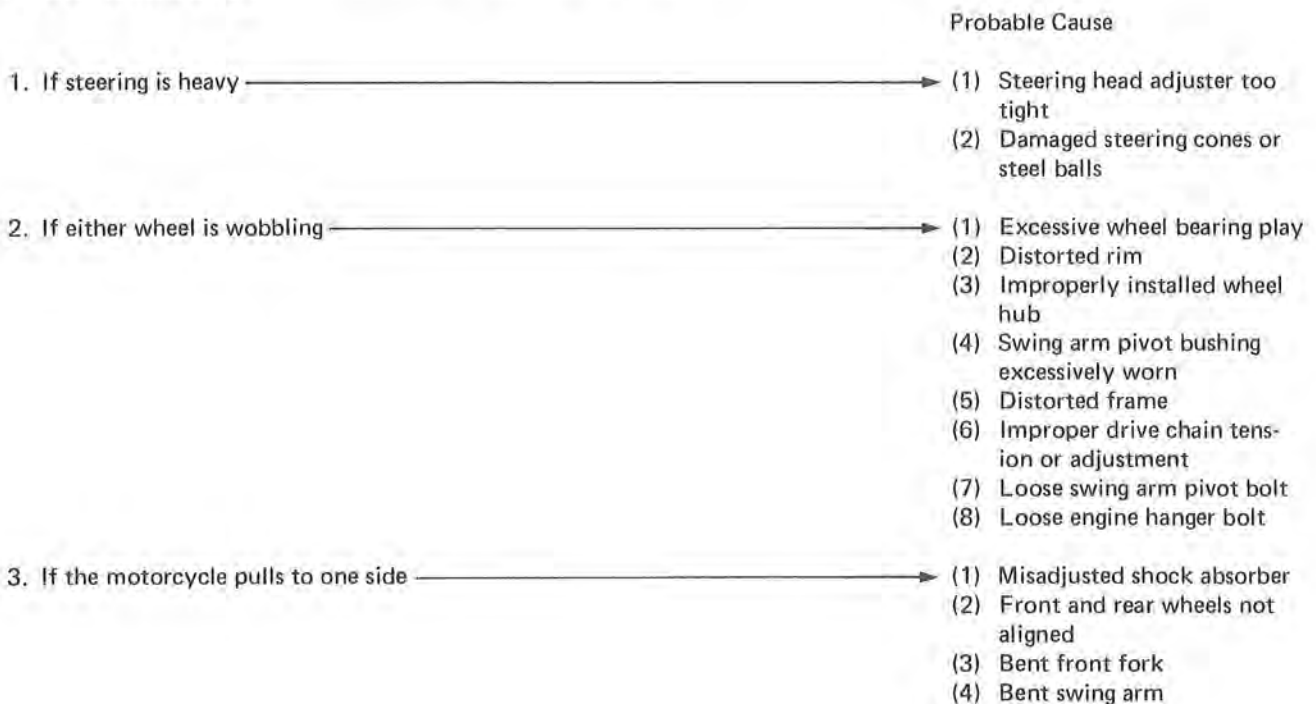 Probable Cause
1. If steering is heavy
(1) Steering head adjuster too
tight
(2) Damaged steering cones or
steel balls
2. If either wheel is wobbling
(1) Excessive wheel bearing play
(2) Distorted rim
(3) Improperly installed wheel
hub
(4) Swing arm pivot bushing
excessively worn
(5) Distorted frame
(6) Improper drive chain tens-
ion or adjustment
(7) Loose swing arm pivot bolt
(8) Loose engine hanger bolt
3. If the motorcycle pulls to one side
(1) Misadjusted shock absorber
(2) Front and rear wheels not
aligned
(3) Bent front fork
(4) Bent swing arm